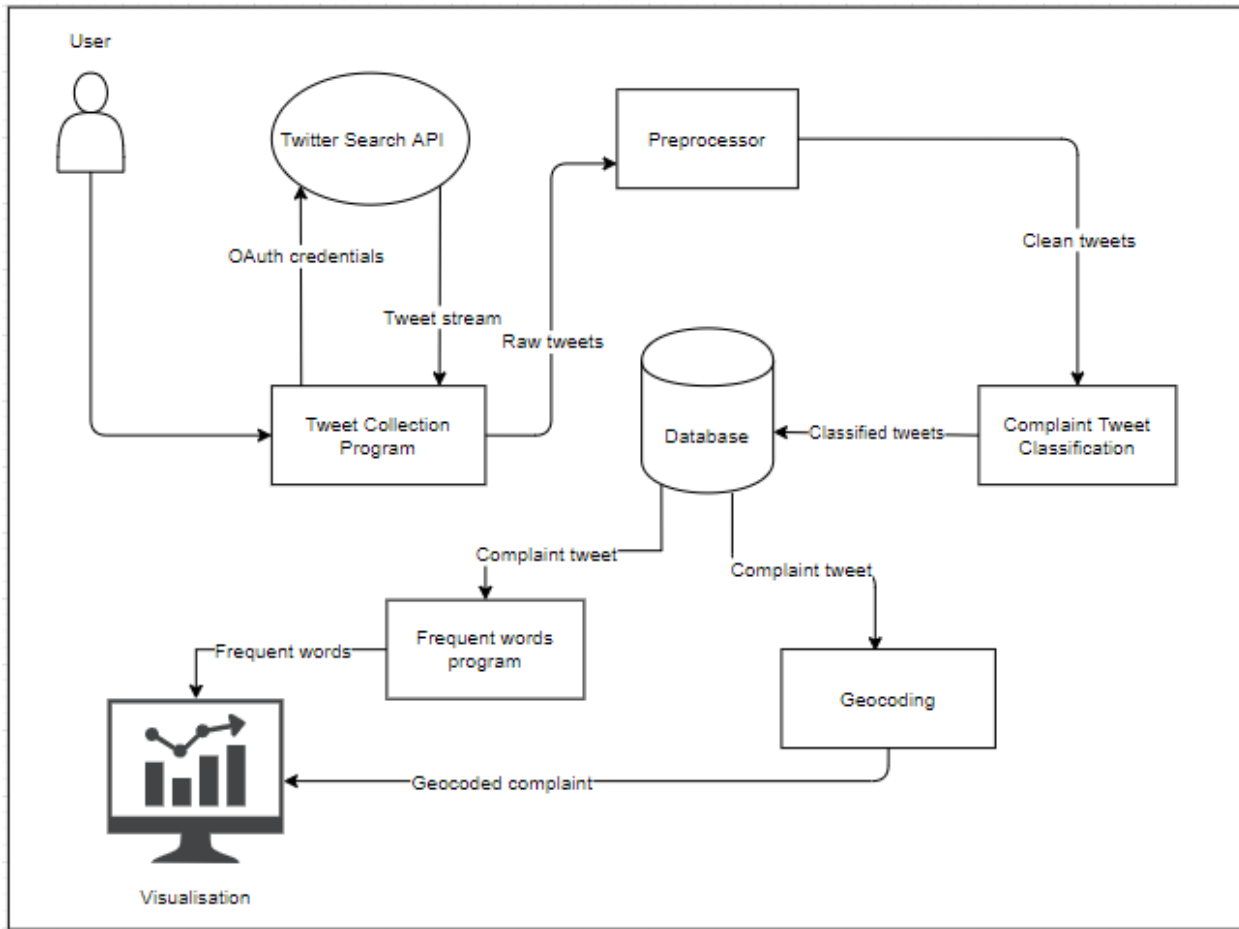 User
Twitter Search API
Preprocessor
OAuth credentials
Clean tweets
Tweet stream
Raw tweets
Tweet Collection
Program
Database
Classified tweets
Complaint Tweet
Classification
Complaint tweet
Complaint tweet
Frequent words
program
Frequent words
Geocoding
Geocoded complaint
Visualisation